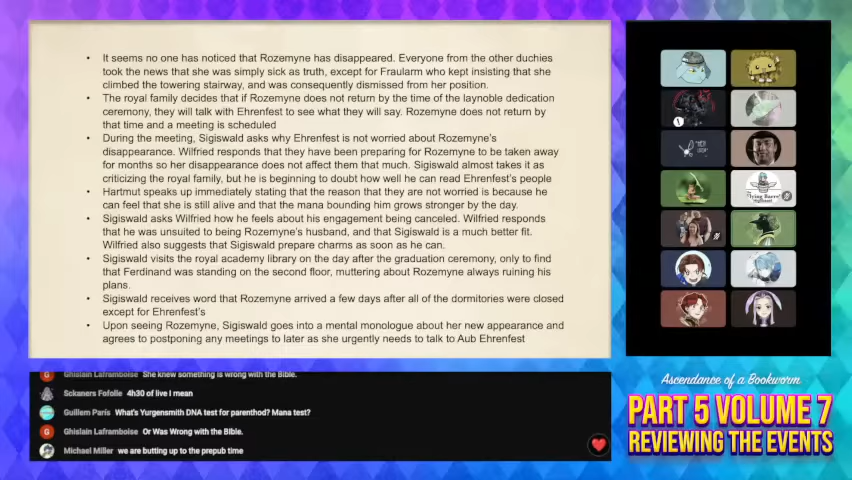 • It seems no one has noticed that Rozemyne has disappeared. Everyone from the other duchies
took the news that she was simply sick as truth, except for Fraularm who kept insisting that she
climbed the towering stairway, and was consequently dismissed from her position.
• The royal family decides that if Rozemyne does not return by the time of the laynoble dedication
ceremony, they will talk with Ehrenfest to see what they will say. Rozemyne does not return by
that time and a meeting is scheduled
• During the meeting, Sigiswald asks why Ehrenfest is not worried about Rozemyne's
disappearance. Wilfried responds that they have been preparing for Rozemyne to be taken away
for months so her disappearance does not affect them that much. Sigiswald almost takes it as
criticizing the royal family, but he is beginning to doubt how well he can read Ehrenfest's people
• Hartmut speaks up immediately stating that the reason that they are not worried is because he
can feel that she is still alive and that the mana bounding him grows stronger by the day.
• Sigiswald asks Wilfried how he feels about his engagement being canceled. Wilfried responds
that he was unsuited to being Rozemyne's husband, and that Sigiswald is a much better fit.
Wilfried also suggests that Sigiswald prepare charms as soon as he can.
• Sigiswald visits the royal academy library on the day after the graduation ceremony, only to find
that Ferdinand was standing on the second floor, muttering about Rozemyne always ruining his
plans.
• Sigiswald receives word that Rozemyne arrived a few days after all of the dormitories were closed
except for Ehrenfest's
• Upon seeing Rozemyne, Sigiswald goes into a mental monologue about her new appearance and
agrees to postponing any meetings to later as she urgently needs to talk to Aub Ehrenfest
G Ghislain Laframboise She knew something is wrong with the Bible.
Sckaners Fofolle 4h30 of live I mean
Guillem París What's Yurgensmith DNA test for parenthod? Mana test?
G Ghislain Laframboise Or Was Wrong with the Bible.
Michael Miller we are butting up to the prepub time
Ascendance of a Bookworm
PART 5 VOLUME 7
REVIEWING THE EVENTS